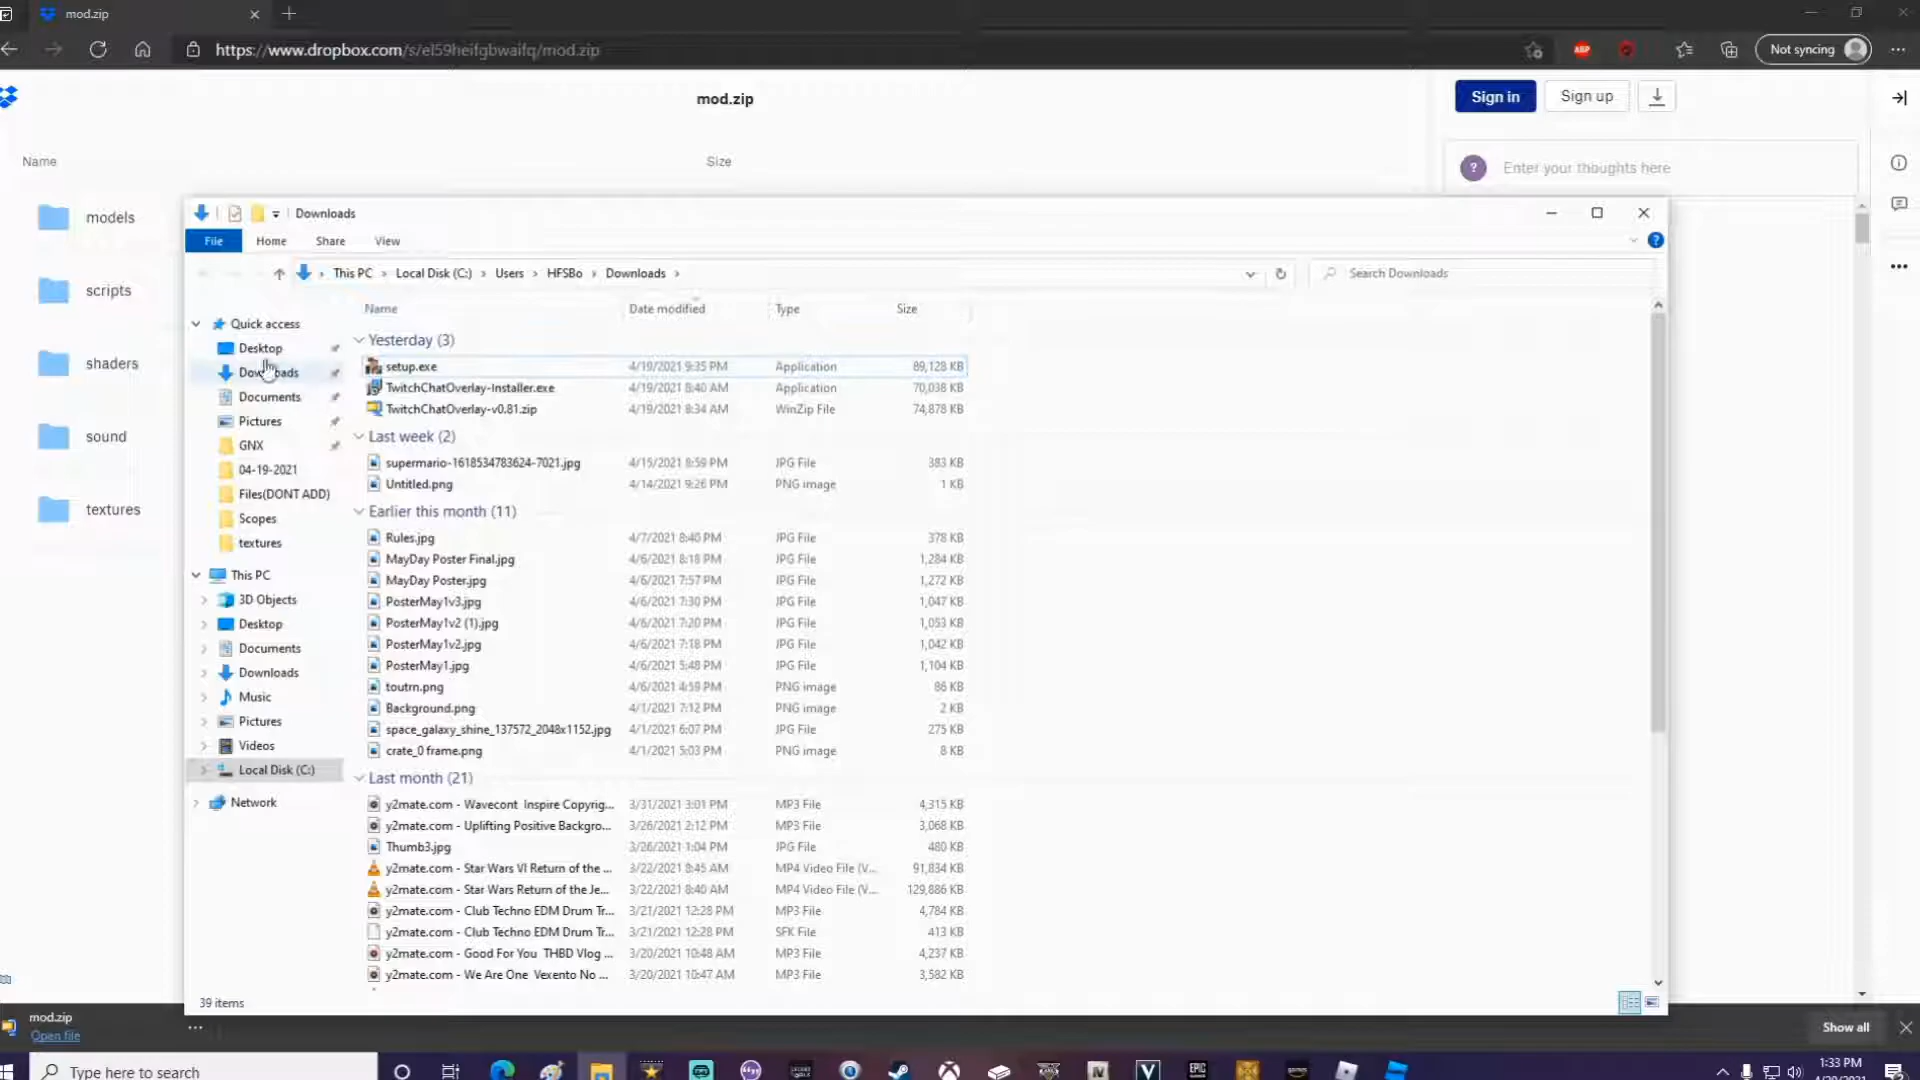 mod.zip
https://www.dropbox.com/s/el59heifgbwaifq/mod.zip
ABP
Not syncing
mod.zip
Sign in
Sign up
Name
Size
?
Enter your thoughts here
models
scripts
shaders
sound
textures
Downloads
File
Home
Share
View
?
This PC > Local Disk (C:) > Users > HFSBo > Downloads >
Search Downloads
Name
Date modified
Type
Size
Quick access
Desktop
Downloads
Documents
Pictures
GNX
04-19-2021
Files(DONT ADD)
Scopes
textures
This PC
3D Objects
Desktop
Documents
Downloads
Music
Pictures
Videos
Local Disk (C:)
Network
Yesterday (3)
setup.exe 4/19/2021 9:35 PM Application 89,128 KB
TwitchChatOverlay-Installer.exe 4/19/2021 8:40 AM Application 70,038 KB
TwitchChatOverlay-v0.81.zip 4/19/2021 8:34 AM WinZip File 74,878 KB
Last week (2)
supermario-1618534783624-7021.jpg 4/15/2021 8:59 PM JPG File 383 KB
Untitled.png 4/14/2021 9:26 PM PNG image 1 KB
Earlier this month (11)
Rules.jpg 4/7/2021 8:40 PM JPG File 378 KB
MayDay Poster Final.jpg 4/6/2021 8:18 PM JPG File 1,284 KB
MayDay Poster.jpg 4/6/2021 7:57 PM JPG File 1,272 KB
PosterMay1v3.jpg 4/6/2021 7:30 PM JPG File 1,047 KB
PosterMay1v2 (1).jpg 4/6/2021 7:20 PM JPG File 1,053 KB
PosterMay1v2.jpg 4/6/2021 7:18 PM JPG File 1,042 KB
PosterMay1.jpg 4/6/2021 5:48 PM JPG File 1,104 KB
toutrn.png 4/6/2021 4:59 PM PNG image 86 KB
Background.png 4/1/2021 7:12 PM PNG image 2 KB
space_galaxy_shine_137572_2048x1152.jpg 4/1/2021 6:07 PM JPG File 275 KB
crate_0 frame.png 4/1/2021 5:03 PM PNG image 8 KB
Last month (21)
y2mate.com - Wavecont Inspire Copyrig... 3/31/2021 3:01 PM MP3 File 4,315 KB
y2mate.com - Uplifting Positive Backgro... 3/26/2021 2:12 PM MP3 File 3,068 KB
Thumb3.jpg 3/26/2021 1:04 PM JPG File 480 KB
y2mate.com - Star Wars VI Return of the ... 3/22/2021 8:45 AM MP4 Video File (V... 91,834 KB
y2mate.com - Star Wars Return of the Je... 3/22/2021 8:40 AM MP4 Video File (V... 129,886 KB
y2mate.com - Club Techno EDM Drum Tr... 3/21/2021 12:28 PM MP3 File 4,784 KB
y2mate.com - Club Techno EDM Drum Tr... 3/21/2021 12:28 PM SFK File 413 KB
y2mate.com - Good For You THBD Vlog ... 3/20/2021 10:48 AM MP3 File 4,237 KB
y2mate.com - We Are One Vexento No ... 3/20/2021 10:47 AM MP3 File 3,582 KB
39 items
mod.zip
Open file
Show all
Type here to search
IV
V
EPIC
1:33 PM
4/20/2021